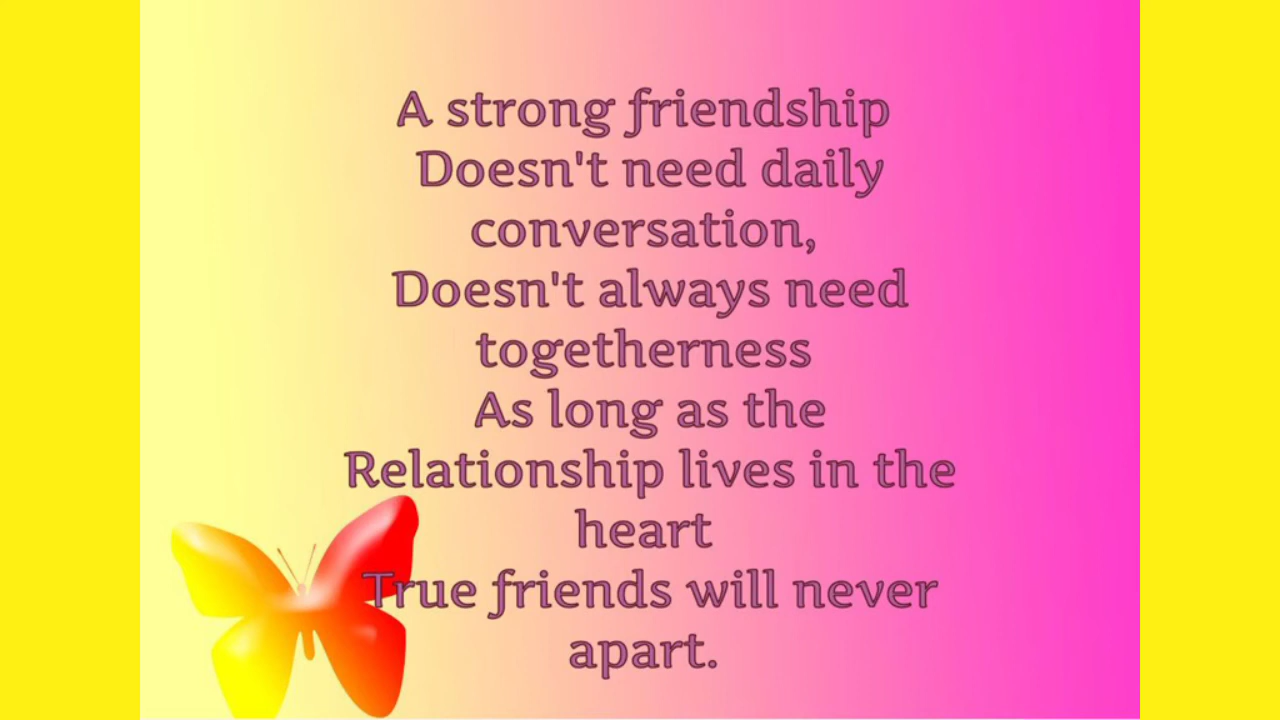 A strong friendship
Doesn't need daily
conversation,
Doesn't always need
togetherness
As long as the
Relationship lives in the
heart
True friends will never
apart.